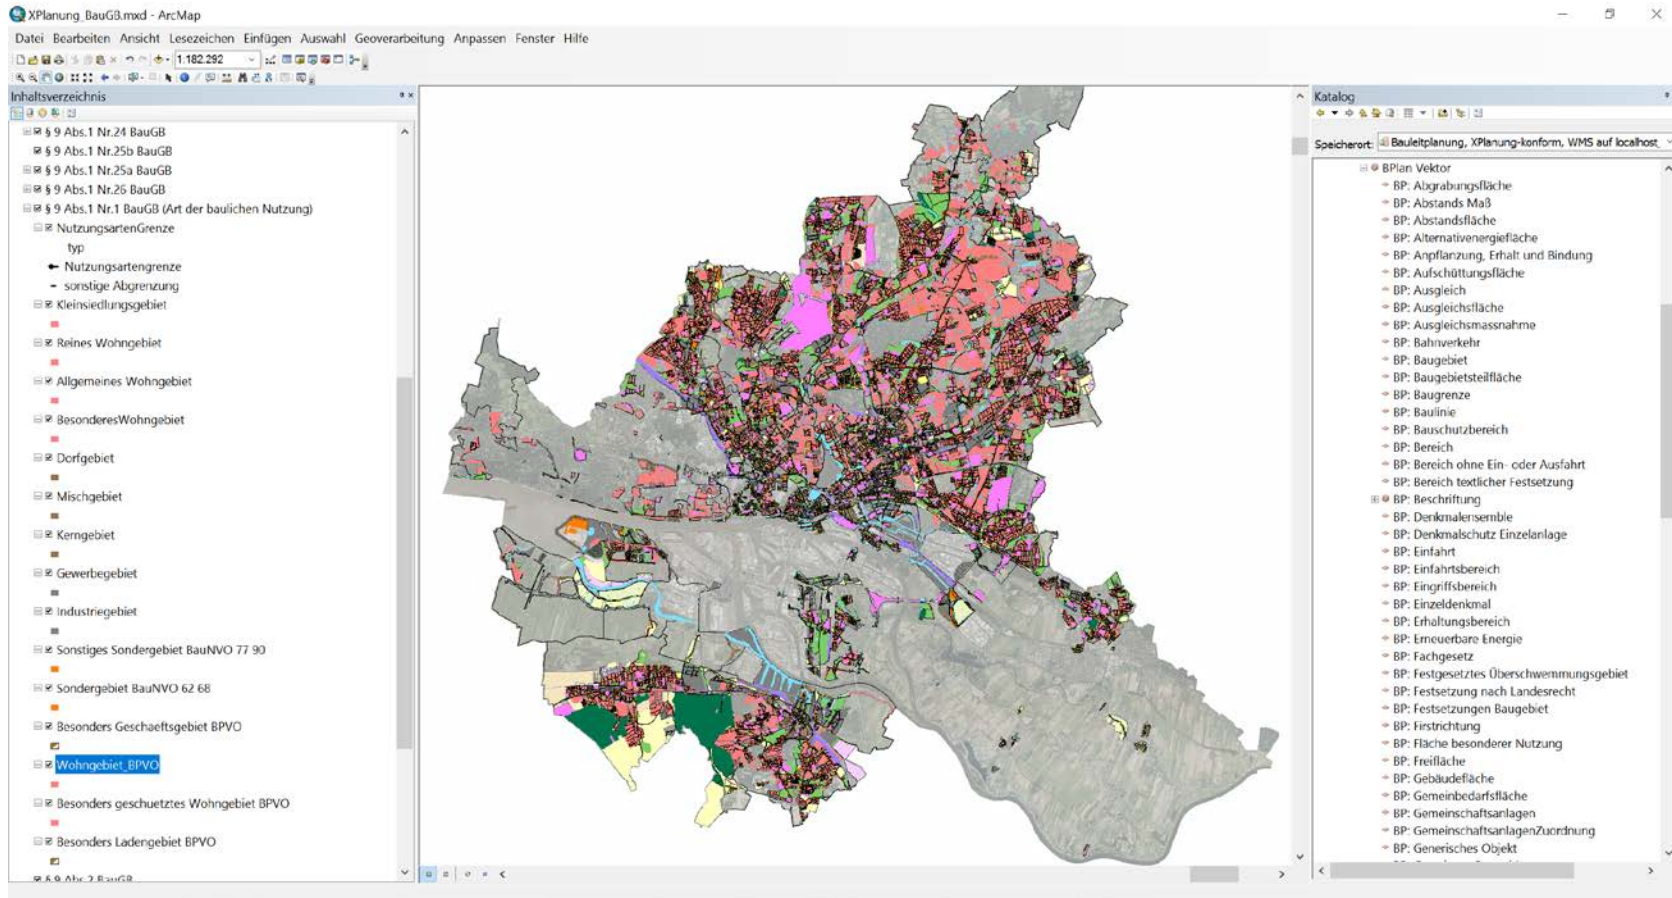 XPlanung_BauGB.mxd - ArcMap
Datei Bearbeiten Ansicht Lesezeichen Einfügen Auswahl Geoverarbeitung Anpassen Fenster Hilfe
1:182.292
Inhaltsverzeichnis
§ 9 Abs.1 Nr.24 BauGB
§ 9 Abs.1 Nr.25b BauGB
§ 9 Abs.1 Nr.25a BauGB
§ 9 Abs.1 Nr.26 BauGB
§ 9 Abs.1 Nr.1 BauGB (Art der baulichen Nutzung)
NutzungsartenGrenze
typ
Nutzungsartengrenze
sonstige Abgrenzung
Kleinsiedlungsgebiet
Reines Wohngebiet
Allgemeines Wohngebiet
BesonderesWohngebiet
Dorfgebiet
Mischgebiet
Kerngebiet
Gewerbegebiet
Industriegebiet
Sonstiges Sondergebiet BauNVO 77 90
Sondergebiet BauNVO 62 68
Besonders Geschaeftsgebiet BPVO
Wohngebiet_BPVO
Besonders geschuetztes Wohngebiet BPVO
Besonders Ladengebiet BPVO
§ 9 Abs.2 BauGB
Katalog
Speicherort: Bauleitplanung, XPlanung-konform, WMS auf localhost_
BPlan Vektor
BP: Abgrabungsfläche
BP: Abstands Maß
BP: Abstandsfläche
BP: Alternativenergiefläche
BP: Anpflanzung, Erhalt und Bindung
BP: Aufschüttungsfläche
BP: Ausgleich
BP: Ausgleichsfläche
BP: Ausgleichsmassnahme
BP: Bahnverkehr
BP: Baugebiet
BP: Baugebietsteilfläche
BP: Baugrenze
BP: Baulinie
BP: Bauschutzbereich
BP: Bereich
BP: Bereich ohne Ein- oder Ausfahrt
BP: Bereich textlicher Festsetzung
BP: Beschriftung
BP: Denkmalensemble
BP: Denkmalschutz Einzelanlage
BP: Einfahrt
BP: Einfahrtsbereich
BP: Eingriffsbereich
BP: Einzeldenkmal
BP: Erhaltungsbereich
BP: Erneuerbare Energie
BP: Fachgesetz
BP: Festgesetztes Überschwemmungsgebiet
BP: Festsetzung nach Landesrecht
BP: Festsetzungen Baugebiet
BP: Firstrichtung
BP: Fläche besonderer Nutzung
BP: Freifläche
BP: Gebäudefläche
BP: Gemeinbedarfsfläche
BP: Gemeinschaftsanlagen
BP: GemeinschaftsanlagenZuordnung
BP: Generisches Objekt